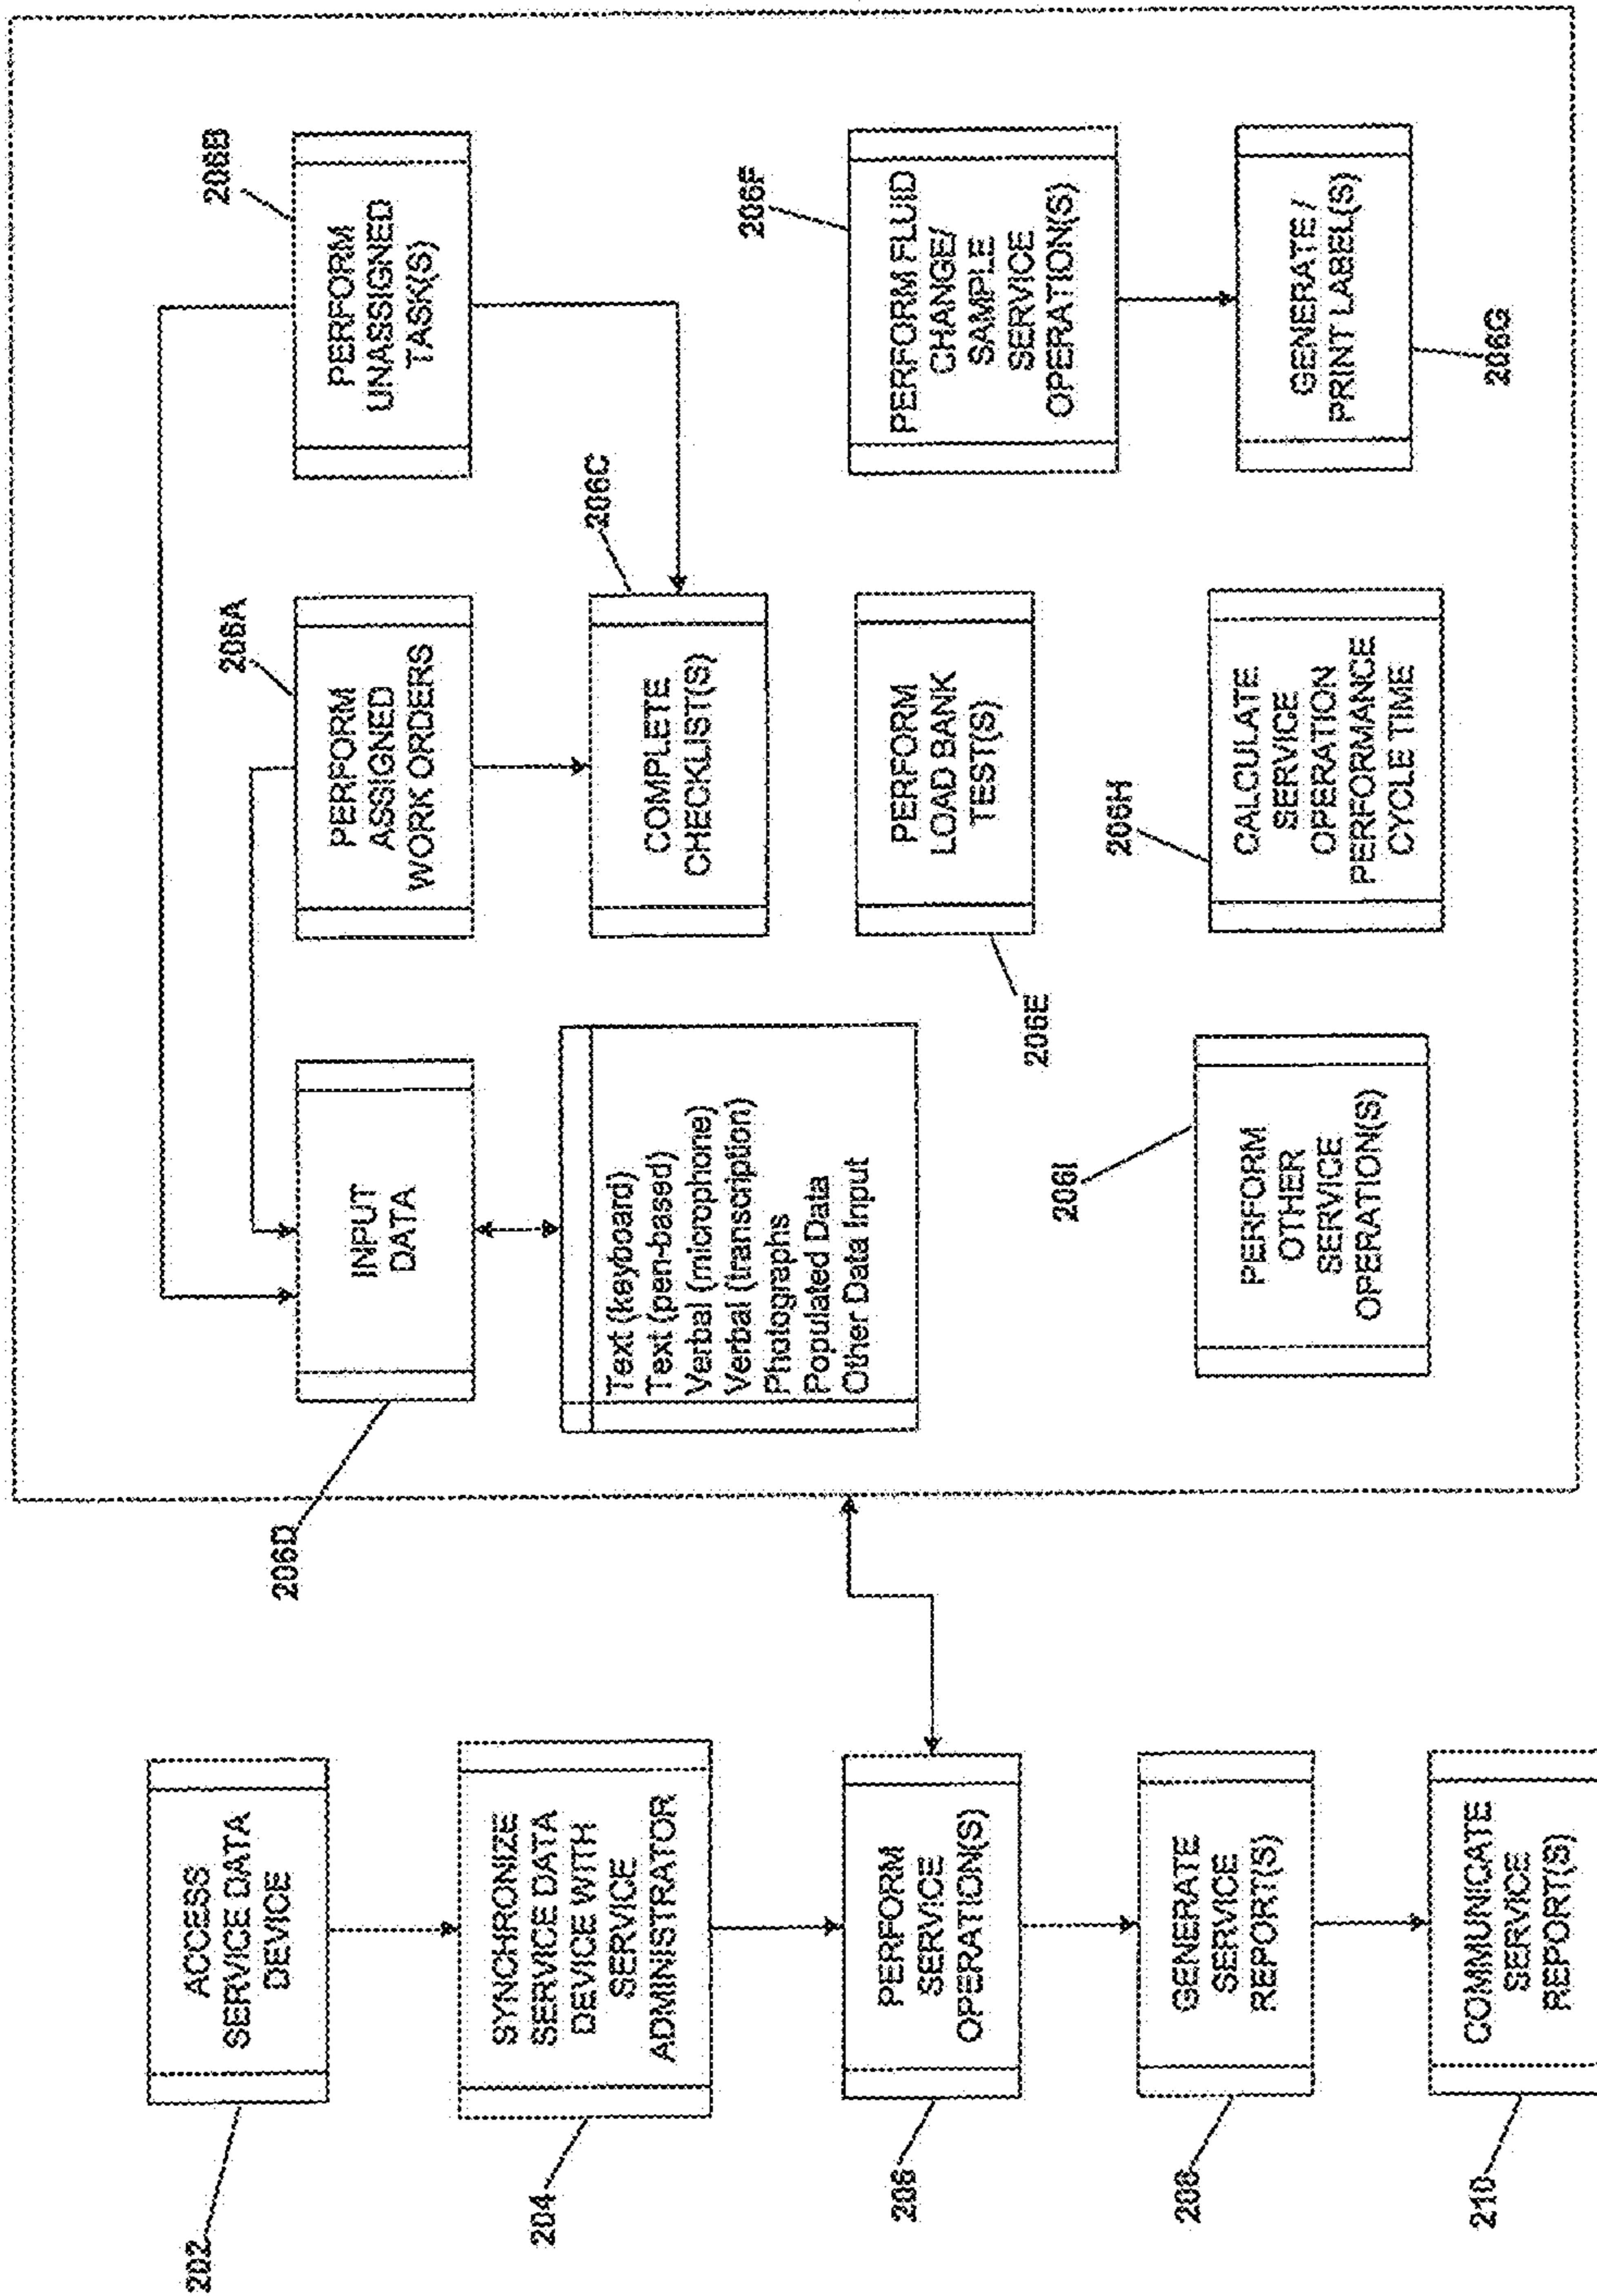 202
ACCESS
SERVICE DATA
DEVICE
204
SYNCHRONIZE
SERVICE DATA
DEVICE WITH
SERVICE
ADMINISTRATOR
206
PERFORM
SERVICE
OPERATION(S)
208
GENERATE
SERVICE
REPORT(S)
210
COMMUNICATE
SERVICE
REPORT(S)
206D
INPUT
DATA
Text (keyboard)
Text (pen-based)
Verbal (microphone)
Verbal (transcription)
Photographs
Populated Data
Other Data Input
206A
PERFORM
ASSIGNED
WORK ORDERS
206B
PERFORM
UNASSIGNED
TASK(S)
206C
COMPLETE
CHECKLIST(S)
206E
PERFORM
LOAD BANK
TEST(S)
206F
PERFORM FLUID
CHANGE/
SAMPLE
SERVICE
OPERATION(S)
206G
GENERATE /
PRINT LABEL(S)
206H
CALCULATE
SERVICE
OPERATION
PERFORMANCE
CYCLE TIME
206I
PERFORM
OTHER
SERVICE
OPERATION(S)